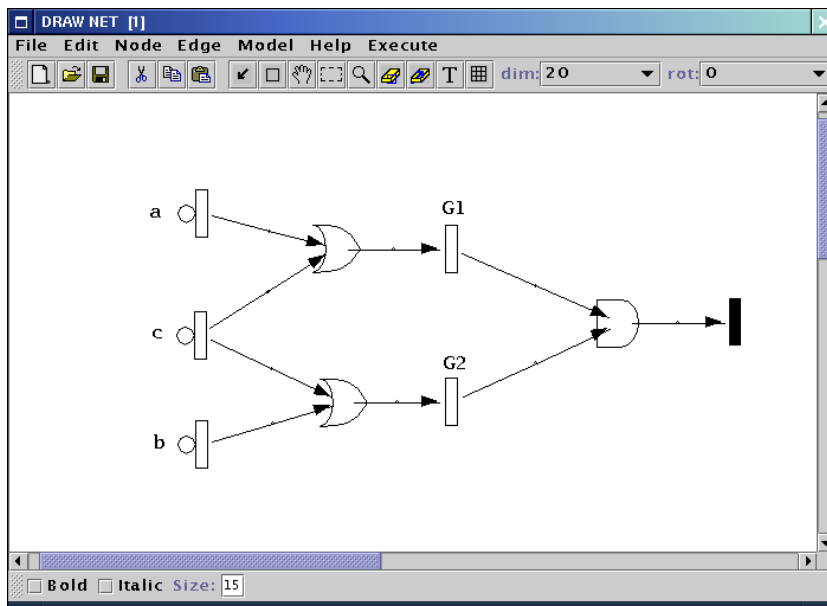 DRAW NET [1]
File Edit Node Edge Model Help Execute
T dim: 20 rot: 0
a
G1
c
G2
b
Bold Italic Size: 15